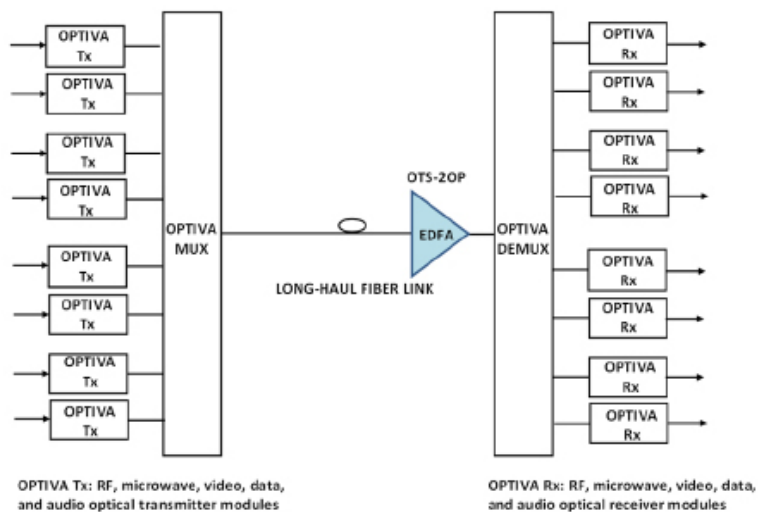 OPTIVA
Tx
OPTIVA
Tx
OPTIVA
Tx
OPTIVA
Tx
OPTIVA
Tx
OPTIVA
Tx
OPTIVA
Tx
OPTIVA
Tx
OPTIVA
MUX
LONG-HAUL FIBER LINK
OTS-2OP
EDFA
OPTIVA
DEMUX
OPTIVA
Rx
OPTIVA
Rx
OPTIVA
Rx
OPTIVA
Rx
OPTIVA
Rx
OPTIVA
Rx
OPTIVA
Rx
OPTIVA
Rx
OPTIVA Tx: RF, microwave, video, data,
and audio optical transmitter modules
OPTIVA Rx: RF, microwave, video, data,
and audio optical receiver modules